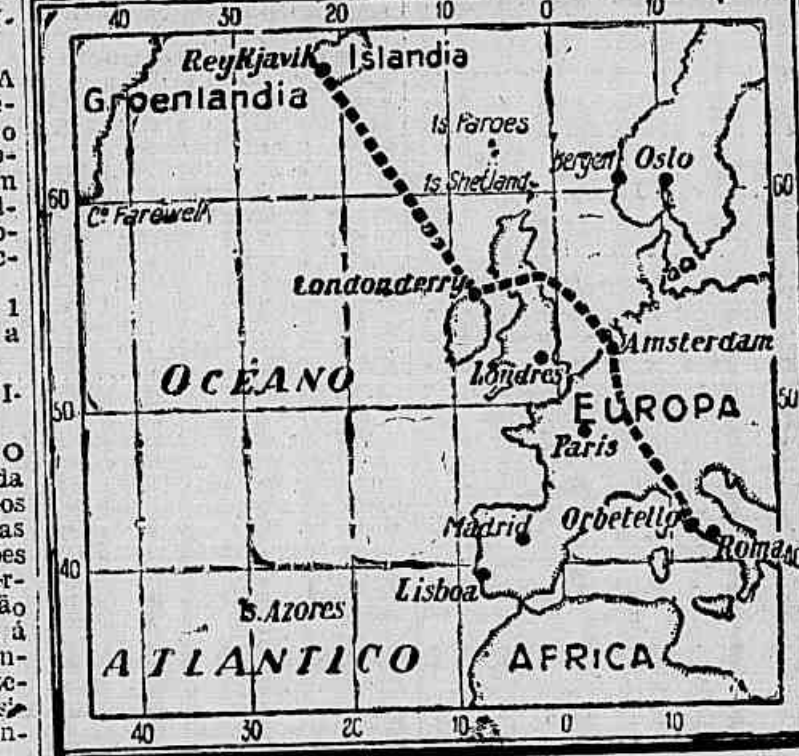 40 30 20 10 0 10
Reykjavik Islandia
Groenlandia
Is Faroes
Bergen Oslo
Is Shetland
60 60
Cº Farewell
Londonderry
Amsterdam
Londres
OCÉANO
50 EUROPA 50
Paris
Madrid Orbetello
Roma
40 40
Lisboa
Is. AZORES
ATLANTICO AFRICA
40 30 20 10 0 10